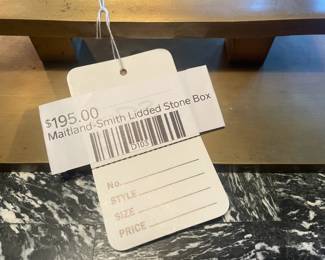 $195.00
Maitland-Smith Lidded Stone Box
D103
No.
STYLE
SIZE
PRICE